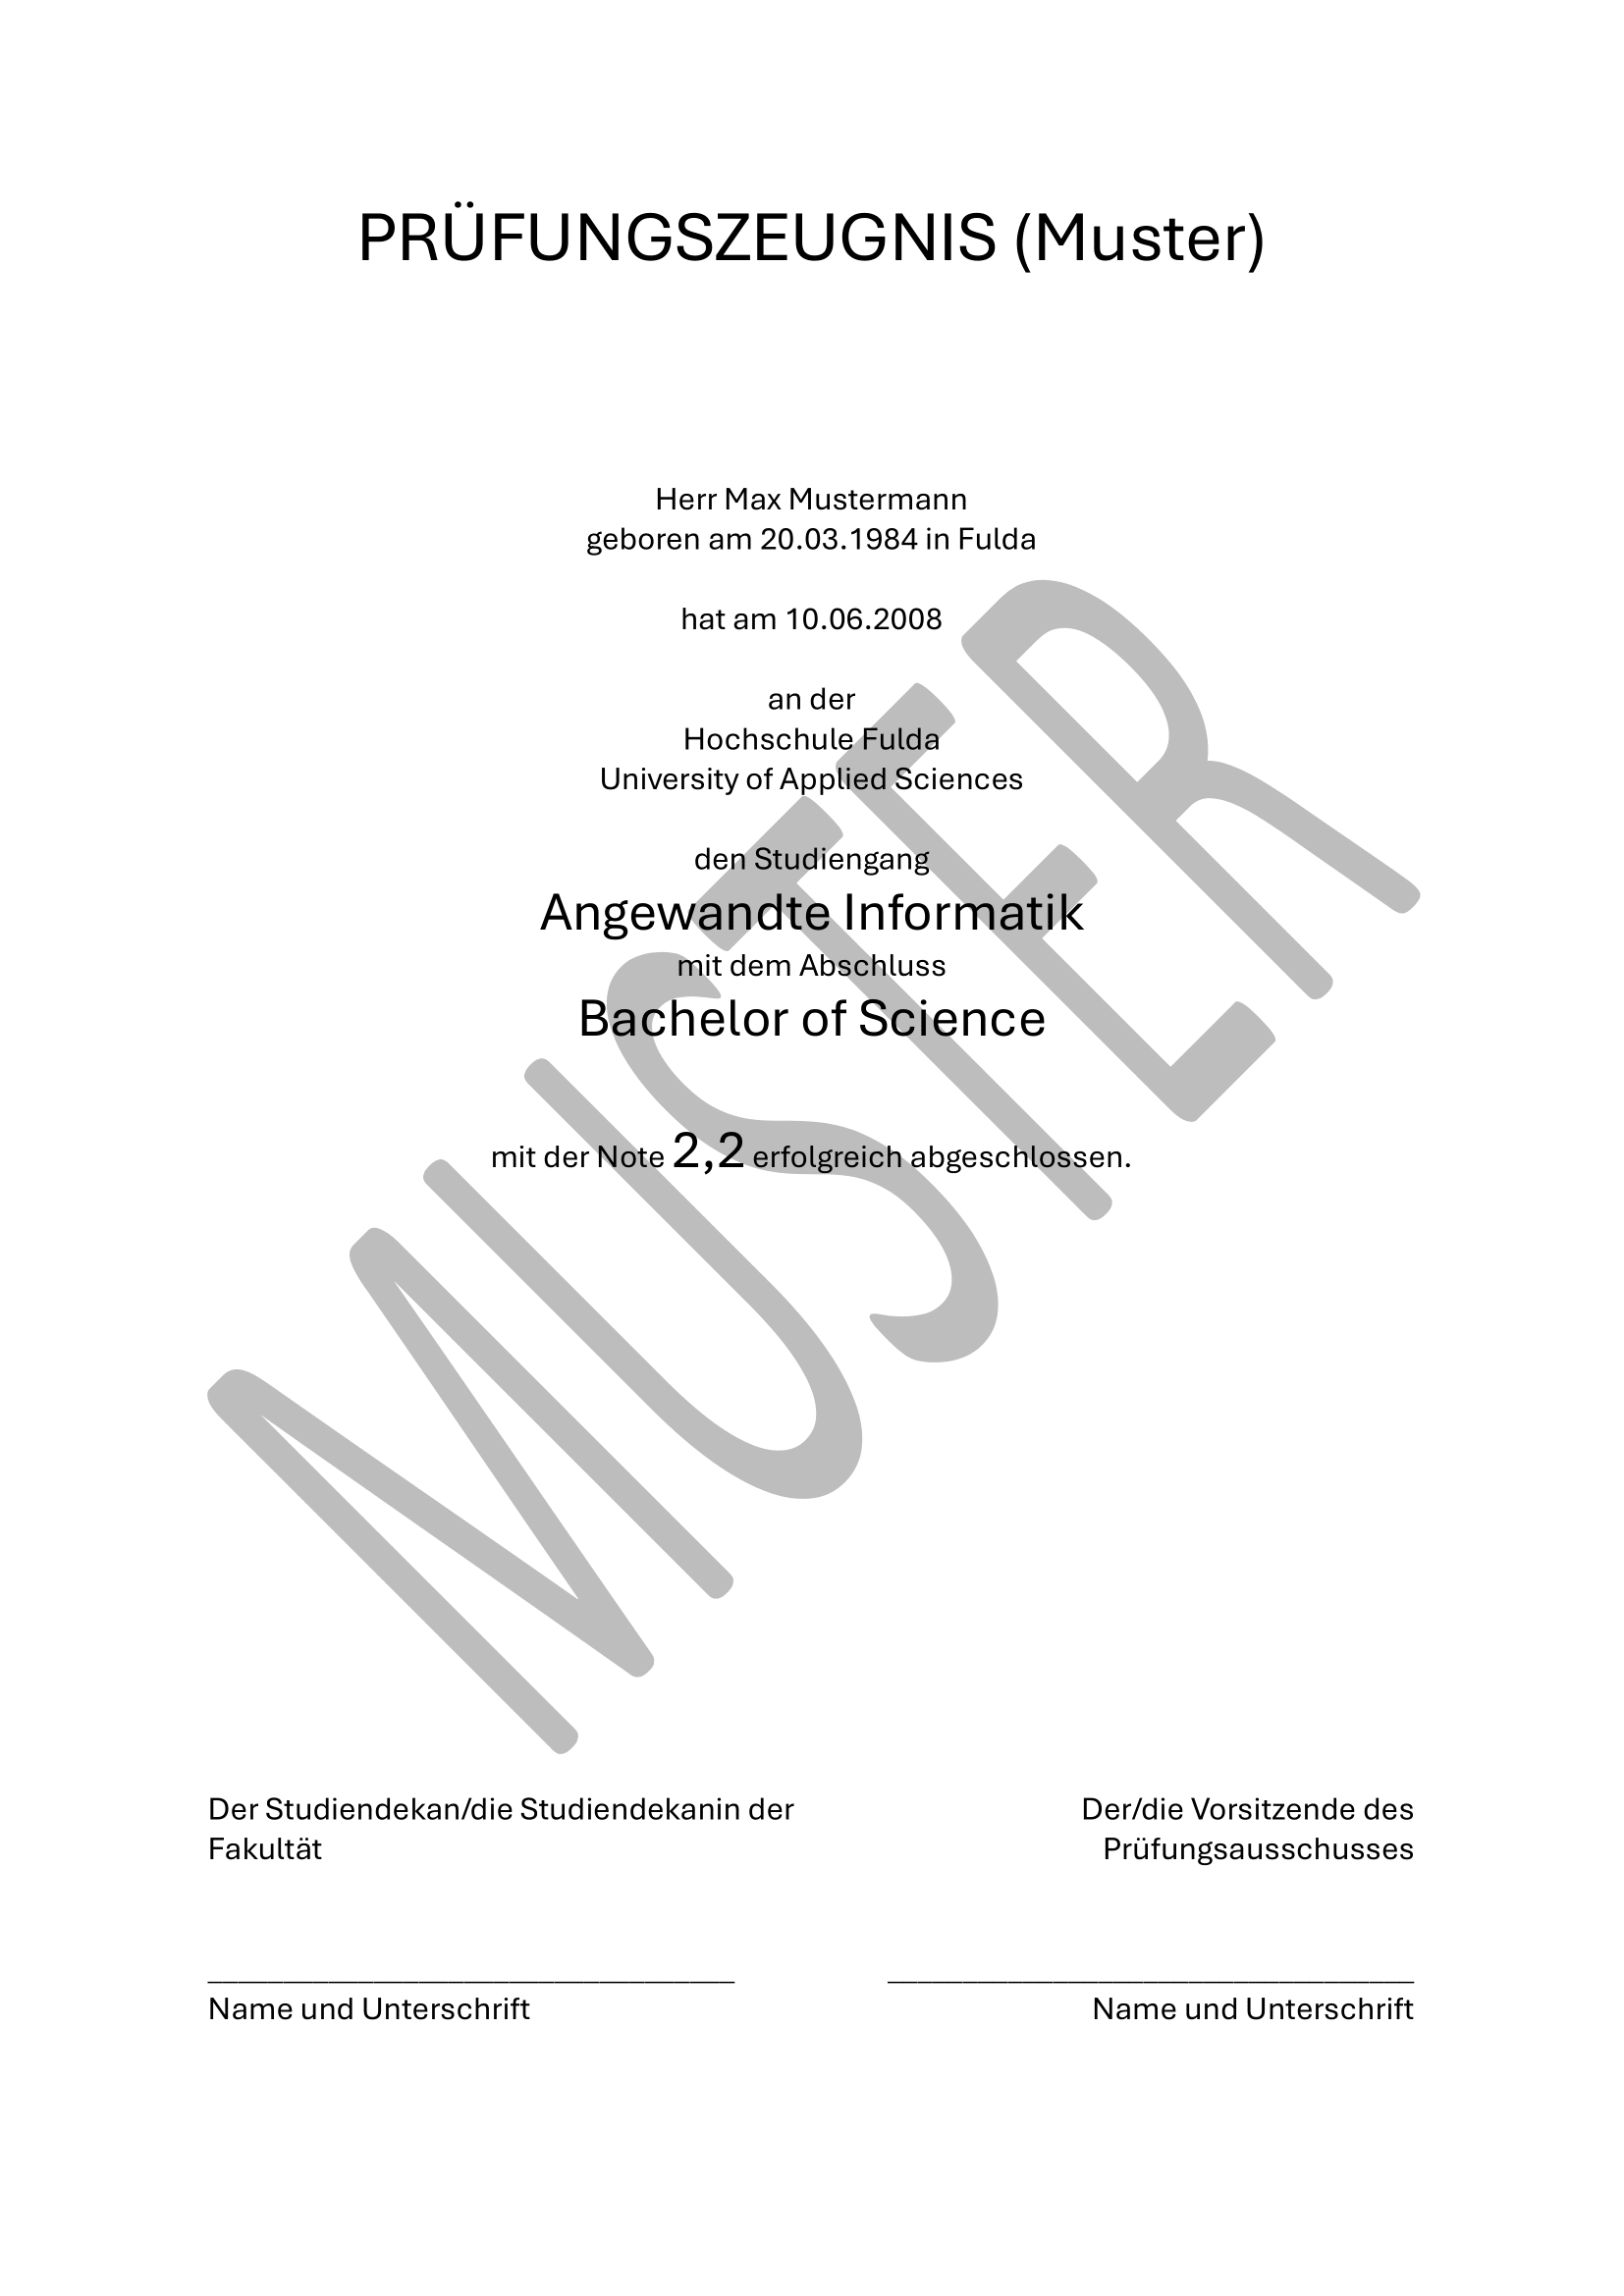 PRÜFUNGSZEUGNIS (Muster)
Herr Max Mustermann
geboren am 20.03.1984 in Fulda
hat am 10.06.2008
an der
Hochschule Fulda
University of Applied Sciences
den Studiengang
Angewandte Informatik
mit dem Abschluss
Bachelor of Science
mit der Note 2,2 erfolgreich abgeschlossen.
MUSTER
Der Studiendekan/die Studiendekanin der
Fakultät
Der/die Vorsitzende des
Prüfungsausschusses
Name und Unterschrift
Name und Unterschrift